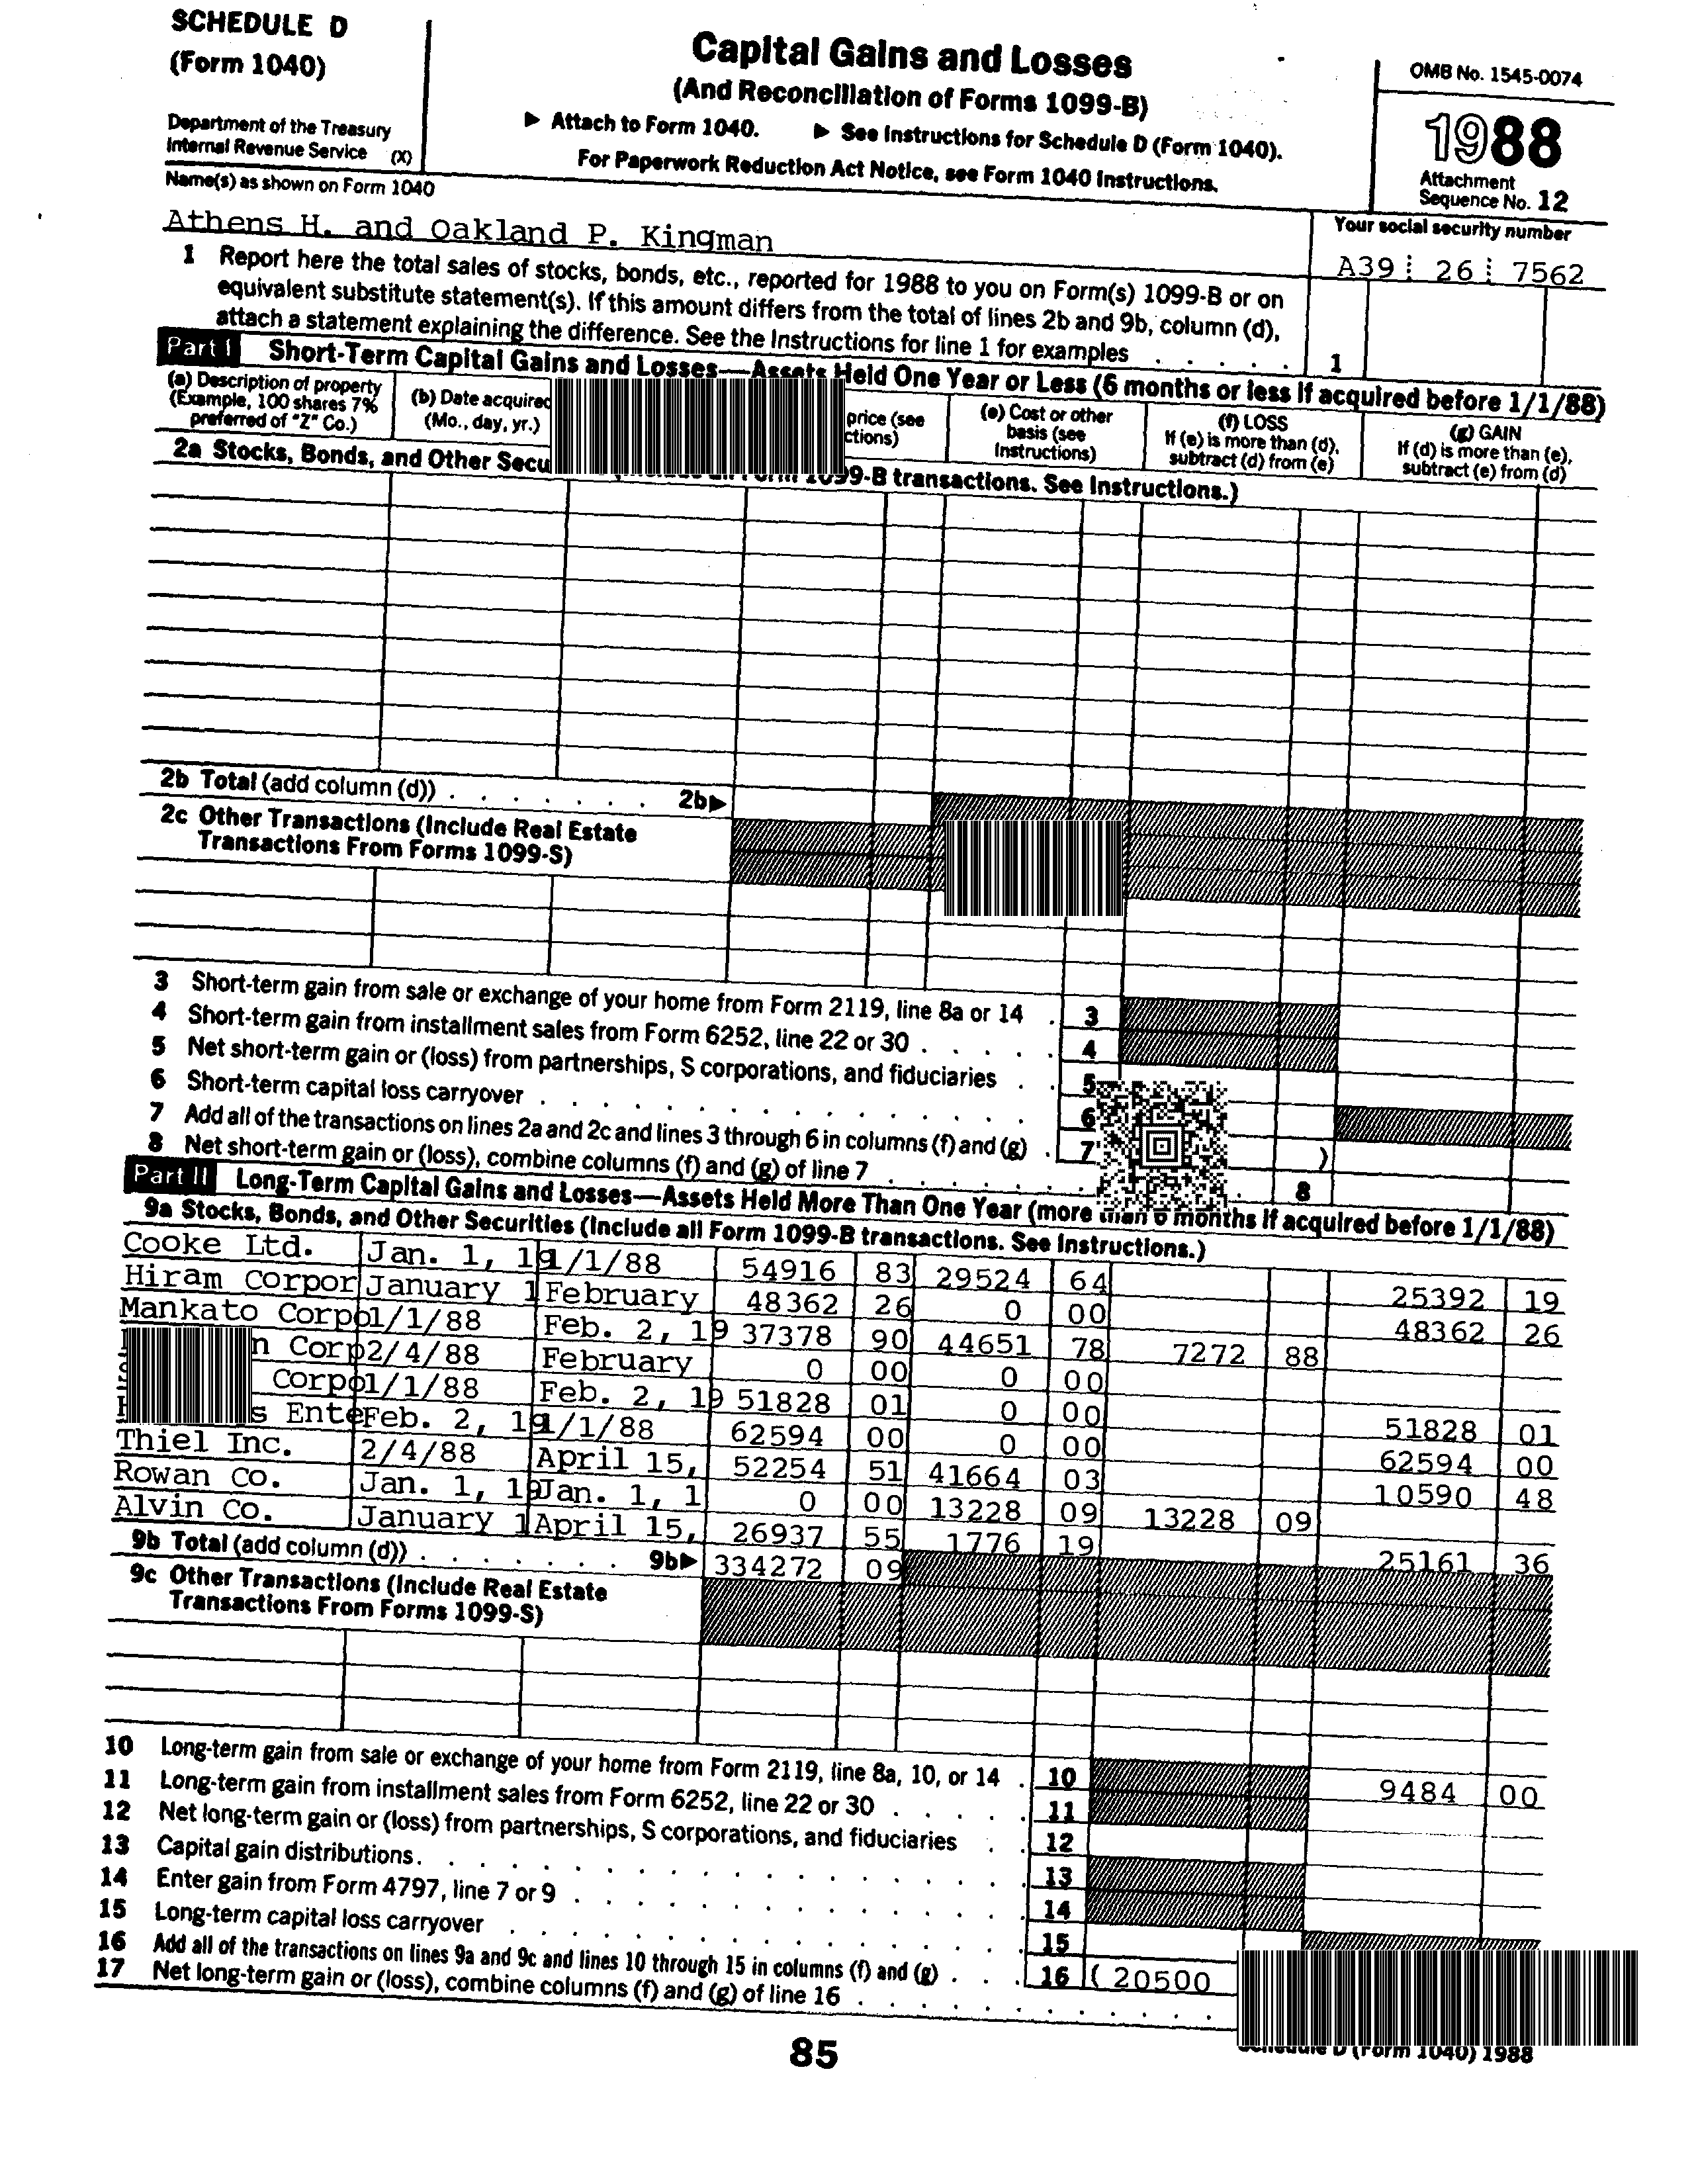 SCHEDULE D
(Form 1040)
Department of the Treasury
Internal Revenue Service (X)
Capital Gains and Losses
(And Reconciliation of Forms 1099-B)
▶ Attach to Form 1040. ▶ See Instructions for Schedule D (Form 1040).
For Paperwork Reduction Act Notice, see Form 1040 Instructions.
OMB No. 1545-0074
1988
Attachment
Sequence No. 12
Name(s) as shown on Form 1040
Athens H. and Oakland P. Kingman
Your social security number
A39 26 7562
1 Report here the total sales of stocks, bonds, etc., reported for 1988 to you on Form(s) 1099-B or on
equivalent substitute statement(s). If this amount differs from the total of lines 2b and 9b, column (d),
attach a statement explaining the difference. See the Instructions for line 1 for examples . . . . . 1
Part I Short-Term Capital Gains and Losses—Assets Held One Year or Less (6 months or less if acquired before 1/1/88)
(a) Description of property
(Example, 100 shares 7%
preferred of "Z" Co.)
(b) Date acquired
(Mo., day, yr.)
price (see
(e) Cost or other
basis (see
Instructions)
(f) LOSS
If (e) is more than (d),
subtract (d) from (e)
(g) GAIN
If (d) is more than (e),
subtract (e) from (d)
2a Stocks, Bonds, and Other 1099-B transactions. See Instructions.)
2b Total (add column (d)) . . . . . . . 2b▶
2c Other Transactions (Include Real Estate
Transactions From Forms 1099-S)
3 Short-term gain from sale or exchange of your home from Form 2119, line 8a or 14 . 3
4 Short-term gain from installment sales from Form 6252, line 22 or 30 . . . . . 4
5 Net short-term gain or (loss) from partnerships, S corporations, and fiduciaries . . 5
6 Short-term capital loss carryover . . . . . . . . . . . . . . . 6
7 Add all of the transactions on lines 2a and 2c and lines 3 through 6 in columns (f) and (g) . 7 )
8 Net short-term gain or (loss), combine columns (f) and (g) of line 7 . . . . . . . . 8
Part II Long-Term Capital Gains and Losses—Assets Held More Than One Year (more than 6 months if acquired before 1/1/88)
9a Stocks, Bonds, and Other Securities (Include all Form 1099-B transactions. See Instructions.)
Cooke Ltd. Jan. 1, 19 1/1/88 54916 83 29524 64 25392 19
Hiram Corpor January 1 February 48362 26 0 00 48362 26
Mankato Corpo 1/1/88 Feb. 2, 19 37378 90 44651 78 7272 88
n Corp 2/4/88 February 0 00 0 00
Corpo 1/1/88 Feb. 2, 19 51828 01 0 00 51828 01
s Ente Feb. 2, 19 1/1/88 62594 00 0 00 62594 00
Thiel Inc. 2/4/88 April 15, 52254 51 41664 03 10590 48
Rowan Co. Jan. 1, 19 Jan. 1, 1 0 00 13228 09 13228 09
Alvin Co. January 1 April 15, 26937 55 1776 19 25161 36
9b Total (add column (d)) . . . . . . . 9b▶ 334272 09
9c Other Transactions (Include Real Estate
Transactions From Forms 1099-S)
10 Long-term gain from sale or exchange of your home from Form 2119, line 8a, 10, or 14 . 10 9484 00
11 Long-term gain from installment sales from Form 6252, line 22 or 30 . . . . . 11
12 Net long-term gain or (loss) from partnerships, S corporations, and fiduciaries . . 12
13 Capital gain distributions . . . . . . . . . . . . . . . . . 13
14 Enter gain from Form 4797, line 7 or 9 . . . . . . . . . . . . . 14
15 Long-term capital loss carryover . . . . . . . . . . . . . . . 15
16 Add all of the transactions on lines 9a and 9c and lines 10 through 15 in columns (f) and (g) . . . 16 ( 20500
17 Net long-term gain or (loss), combine columns (f) and (g) of line 16 . . . . . . . .
85
Schedule D (Form 1040) 1988